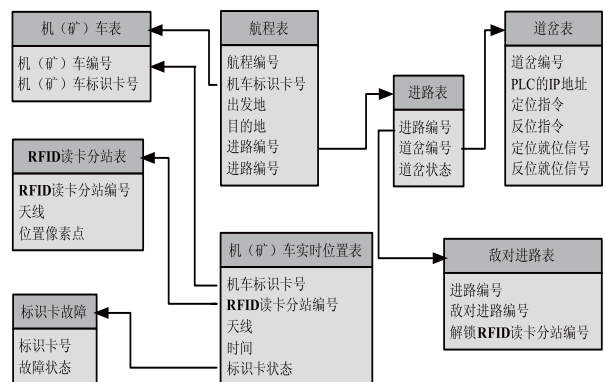 机（矿）车表
机（矿）车编号
机（矿）车标识卡号
航程表
航程编号
机车标识卡号
出发地
目的地
进路编号
进路编号
道岔表
道岔编号
PLC的IP地址
定位指令
反位指令
定位就位信号
反位就位信号
进路表
进路编号
道岔编号
道岔状态
RFID读卡分站表
RFID读卡分站编号
天线
位置像素点
机（矿）车实时位置表
机车标识卡号
RFID读卡分站编号
天线
时间
标识卡状态
敌对进路表
进路编号
敌对进路编号
解锁RFID读卡分站编号
标识卡故障
标识卡号
故障状态